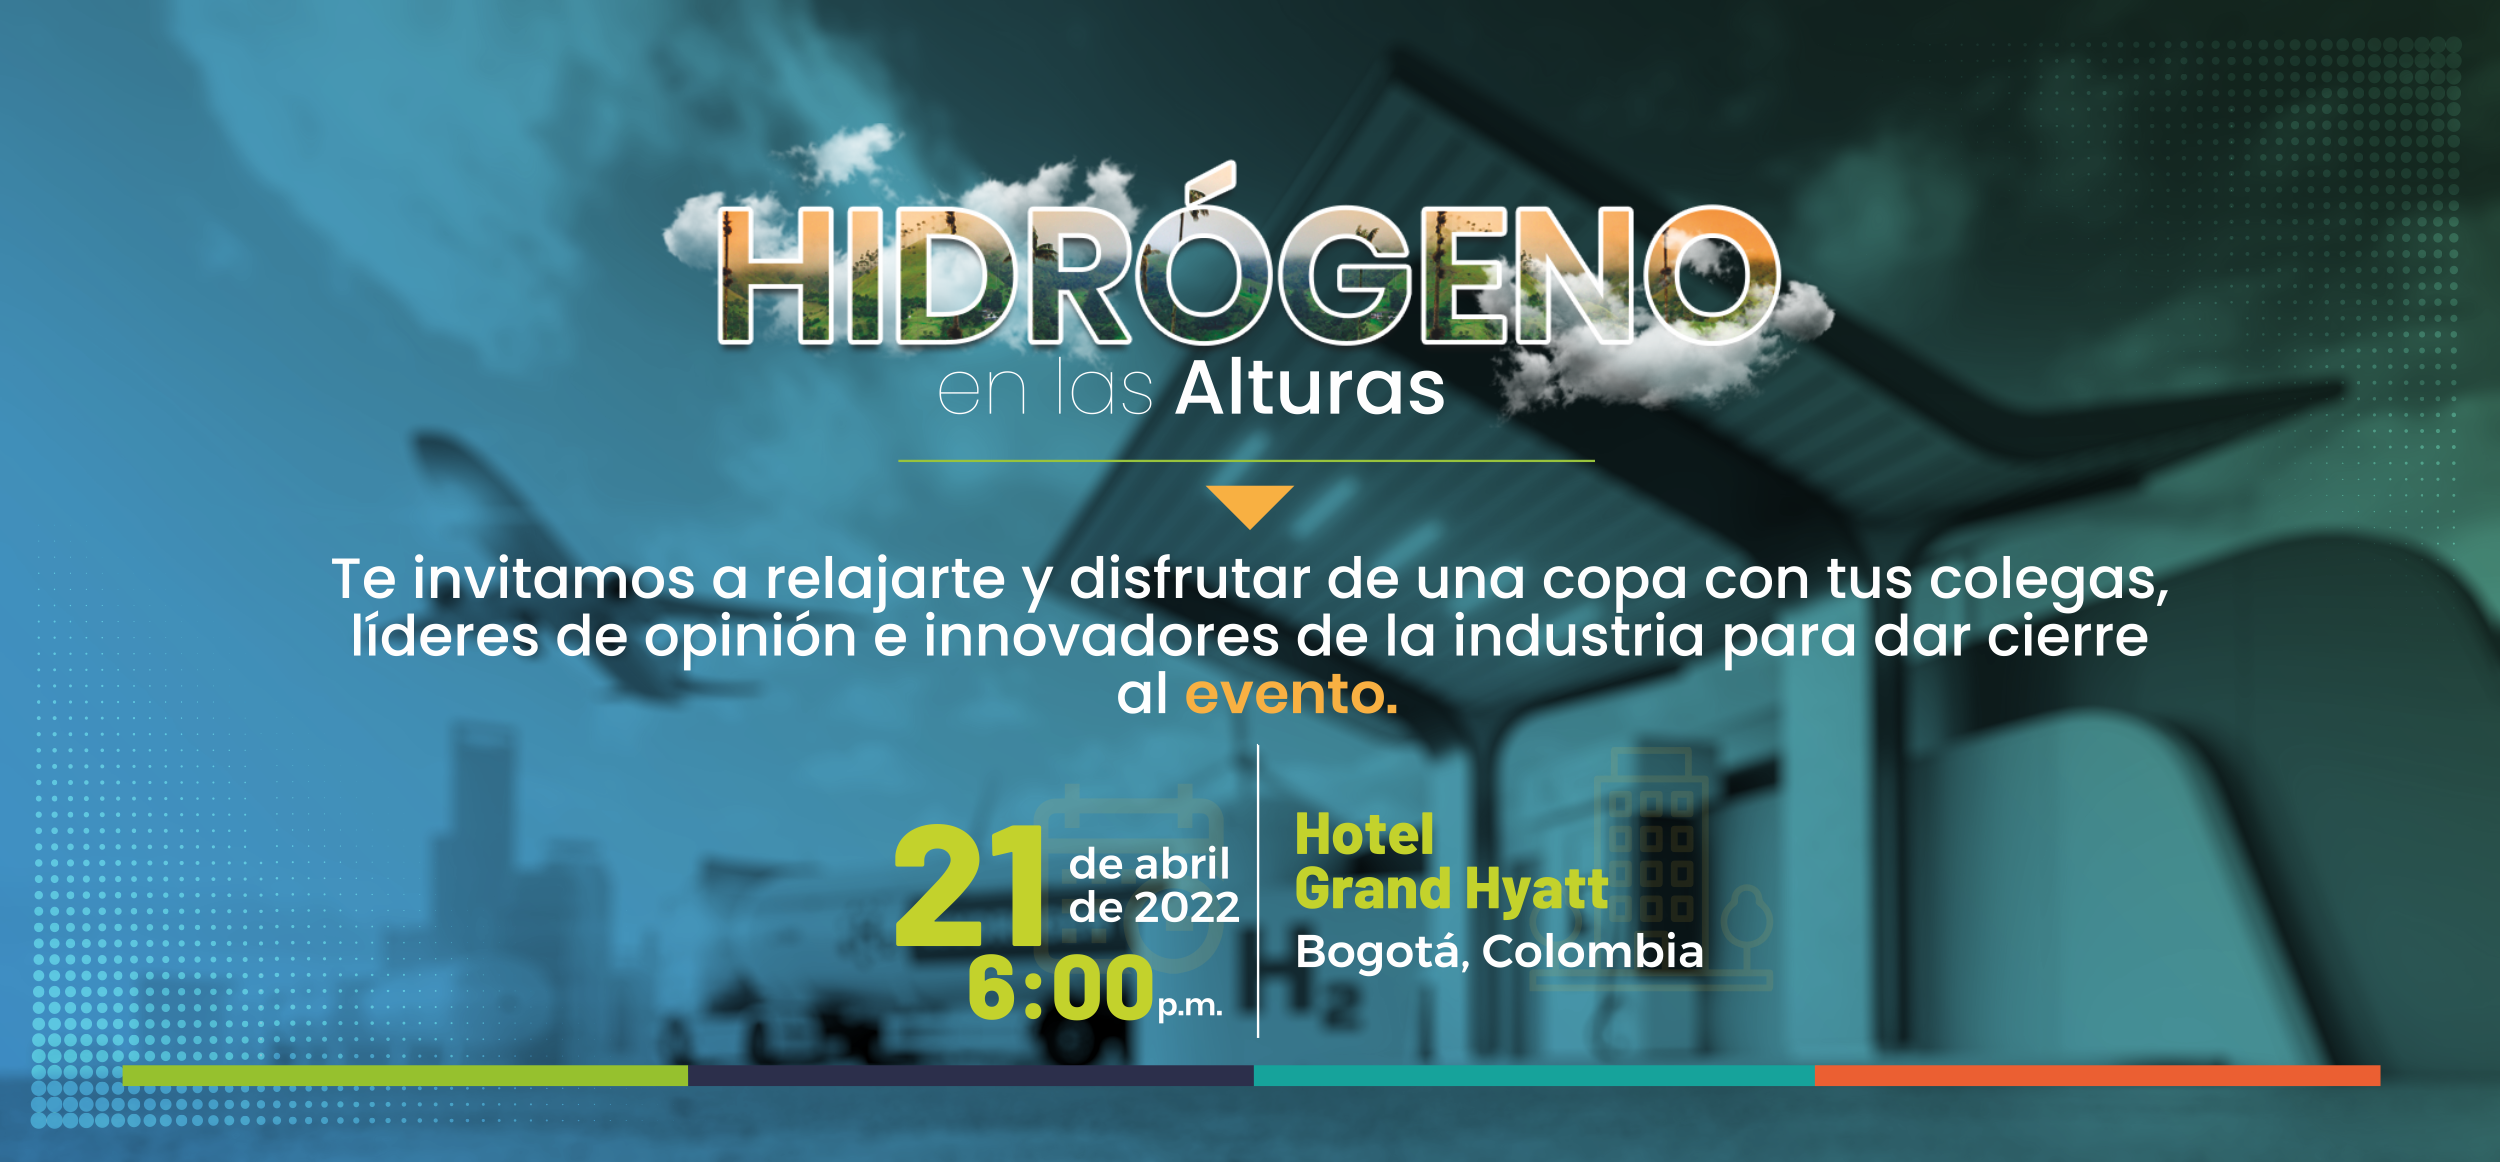 HIDRÓGENO
en las Alturas
Te invitamos a relajarte y disfrutar de una copa con tus colegas,
líderes de opinión e innovadores de la industria para dar cierre
al evento.
21 de abril
de 2022
6:00 p.m.
Hotel
Grand Hyatt
Bogotá, Colombia
H₂